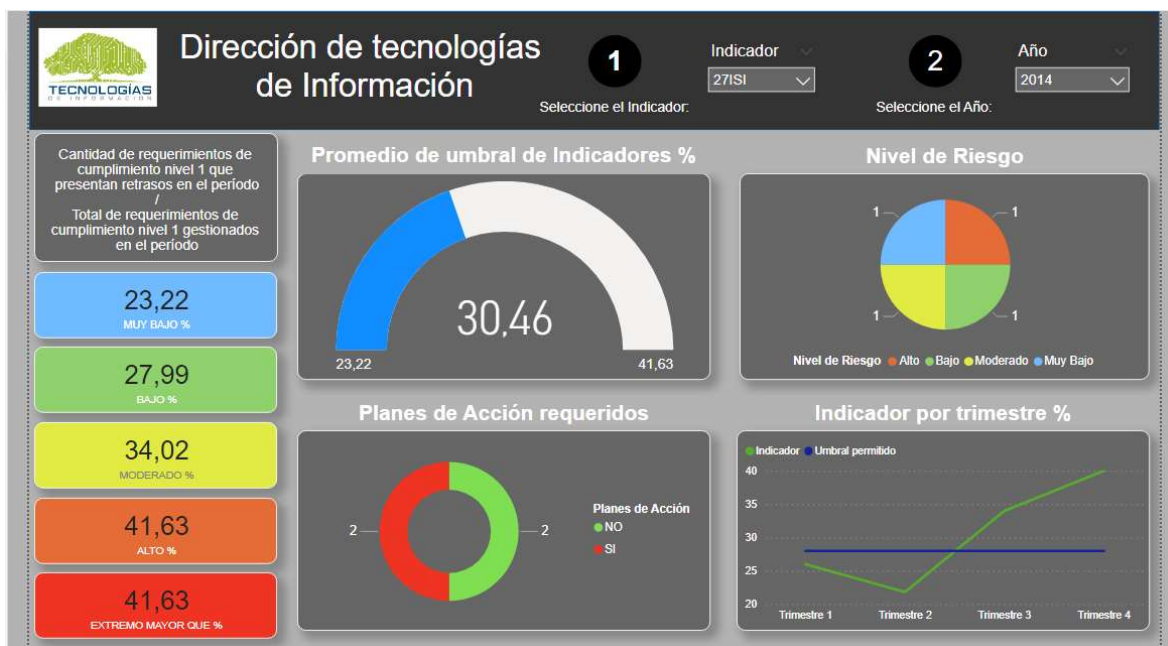 TECNOLOGÍAS
DE INFORMACIÓN
Dirección de tecnologías
de Información
1
Seleccione el Indicador:
Indicador
27ISI
2
Seleccione el Año:
Año
2014
Cantidad de requerimientos de
cumplimiento nivel 1 que
presentan retrasos en el período
/
Total de requerimientos de
cumplimiento nivel 1 gestionados
en el período
23,22
MUY BAJO %
27,99
BAJO %
34,02
MODERADO %
41,63
ALTO %
41,63
EXTREMO MAYOR QUE %
Promedio de umbral de Indicadores %
30,46
23,22
41,63
Nivel de Riesgo
1
1
1
1
Nivel de Riesgo Alto Bajo Moderado Muy Bajo
Planes de Acción requeridos
2
2
Planes de Acción
NO
SI
Indicador por trimestre %
Indicador Umbral permitido
40
35
30
25
20
Trimestre 1 Trimestre 2 Trimestre 3 Trimestre 4